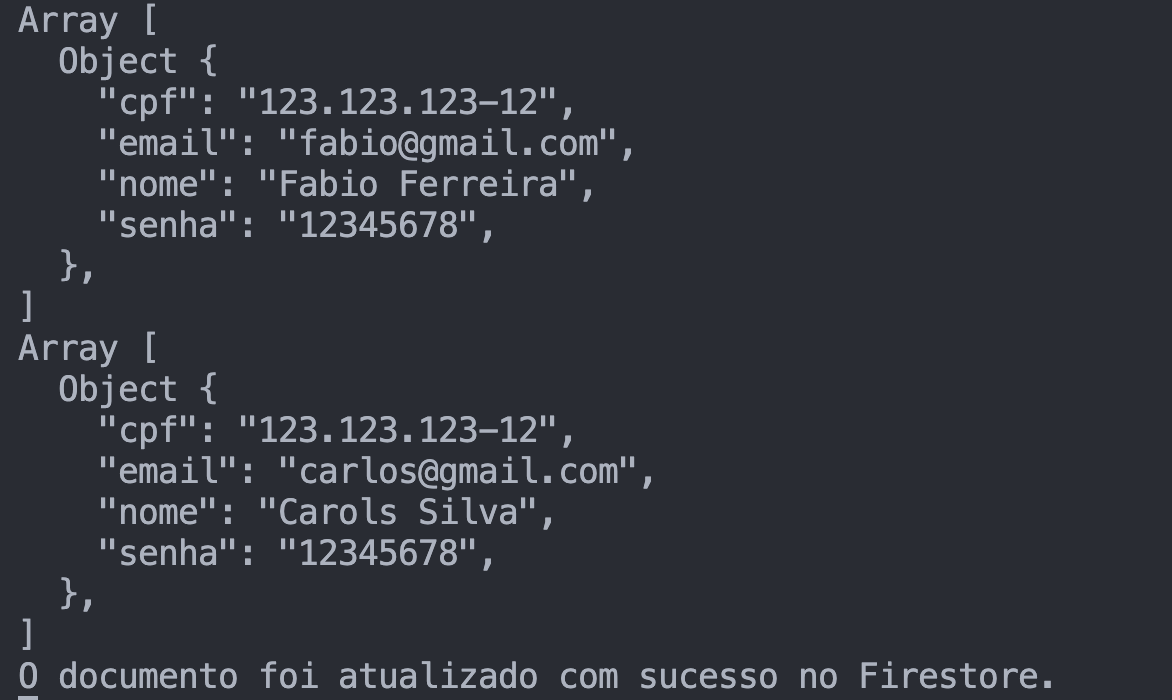 Array [
  Object {
    "cpf": "123.123.123-12",
    "email": "fabio@gmail.com",
    "nome": "Fabio Ferreira",
    "senha": "12345678",
  },
]
Array [
  Object {
    "cpf": "123.123.123-12",
    "email": "carlos@gmail.com",
    "nome": "Carols Silva",
    "senha": "12345678",
  },
]
O documento foi atualizado com sucesso no Firestore.